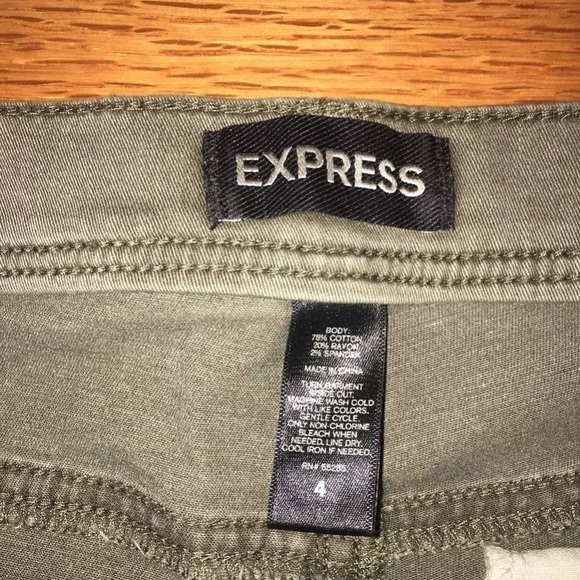 EXPRESS
BODY:
78% COTTON
20% RAYON
2% SPANDEX
MADE IN CHINA
TURN GARMENT
INSIDE OUT.
MACHINE WASH COLD
WITH LIKE COLORS.
GENTLE CYCLE.
ONLY NON-CHLORINE
BLEACH WHEN
NEEDED. LINE DRY.
COOL IRON IF NEEDED.
RN# 55285
4